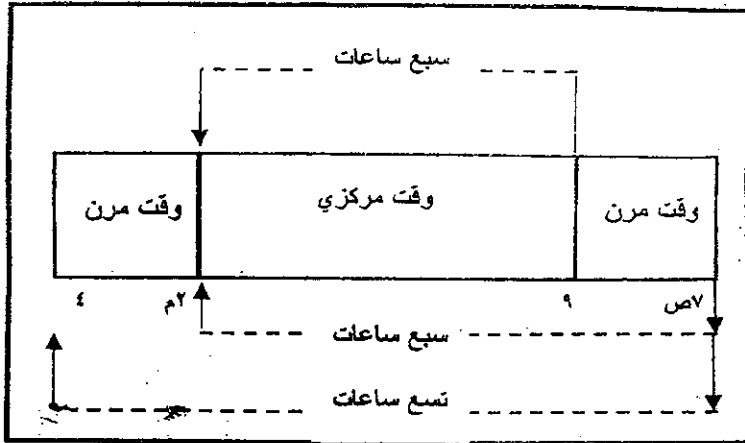 سبع ساعات
وقت مرن وقت مركزي وقت مرن
٧ص ٩ ٢م ٤
سبع ساعات
تسع ساعات